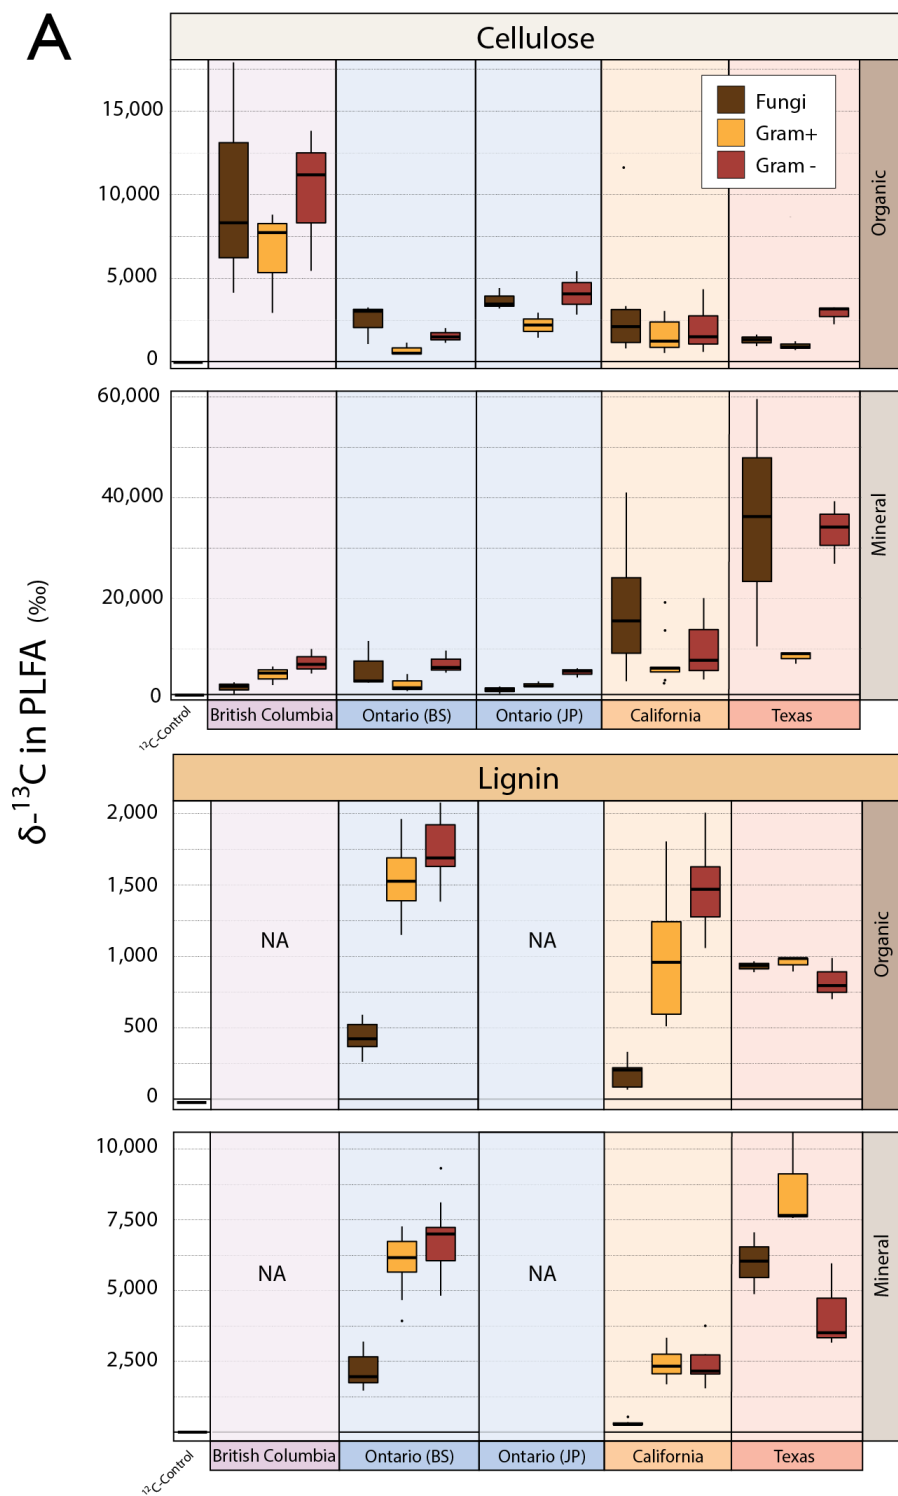 A
Cellulose
15,000
10,000
5,000
0
Fungi
Gram+
Gram -
Organic
60,000
40,000
20,000
0
Mineral
¹²C-Control
British Columbia
Ontario (BS)
Ontario (JP)
California
Texas
δ-¹³C in PLFA (‰)
Lignin
2,000
1,500
1,000
500
0
NA
NA
Organic
10,000
7,500
5,000
2,500
NA
NA
Mineral
¹²C-Control
British Columbia
Ontario (BS)
Ontario (JP)
California
Texas